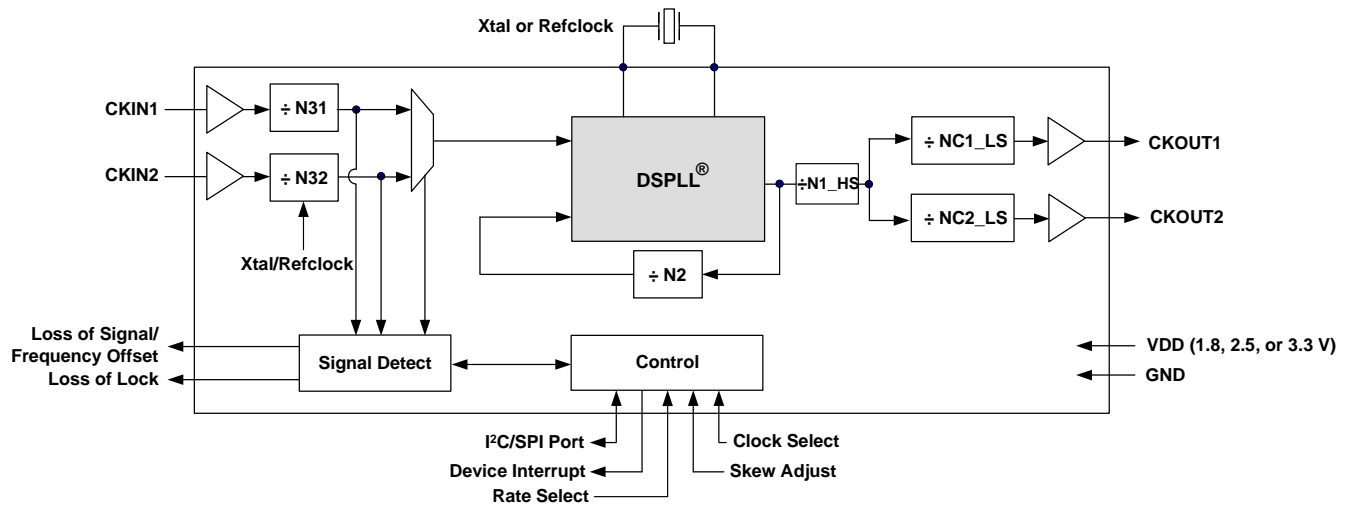 Xtal or Refclock
CKIN1
÷ N31
CKIN2
÷ N32
Xtal/Refclock
DSPLL®
÷N1_HS
÷ NC1_LS
CKOUT1
÷ NC2_LS
CKOUT2
÷ N2
Loss of Signal/
Frequency Offset
Loss of Lock
Signal Detect
Control
VDD (1.8, 2.5, or 3.3 V)
GND
I²C/SPI Port
Clock Select
Device Interrupt
Skew Adjust
Rate Select